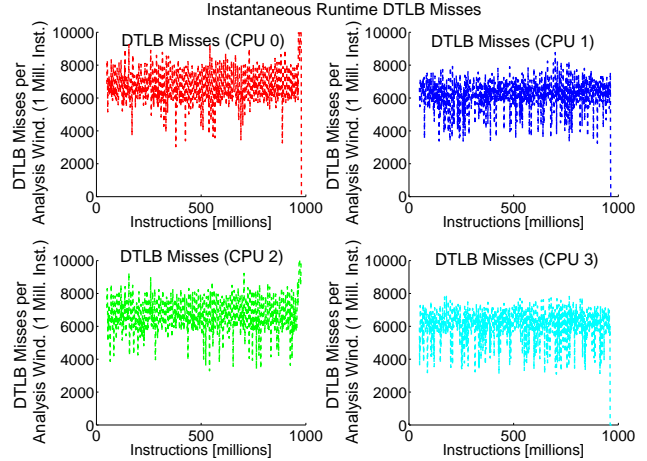 Instantaneous Runtime DTLB Misses
DTLB Misses (CPU 0)
DTLB Misses per
Analysis Wind. (1 Mill. Inst.)
10000
8000
6000
4000
2000
0
0
500
1000
Instructions [millions]
DTLB Misses (CPU 1)
DTLB Misses per
Analysis Wind. (1 Mill. Inst.)
10000
8000
6000
4000
2000
0
0
500
1000
Instructions [millions]
DTLB Misses (CPU 2)
DTLB Misses per
Analysis Wind. (1 Mill. Inst.)
10000
8000
6000
4000
2000
0
0
500
1000
Instructions [millions]
DTLB Misses (CPU 3)
DTLB Misses per
Analysis Wind. (1 Mill. Inst.)
10000
8000
6000
4000
2000
0
0
500
1000
Instructions [millions]